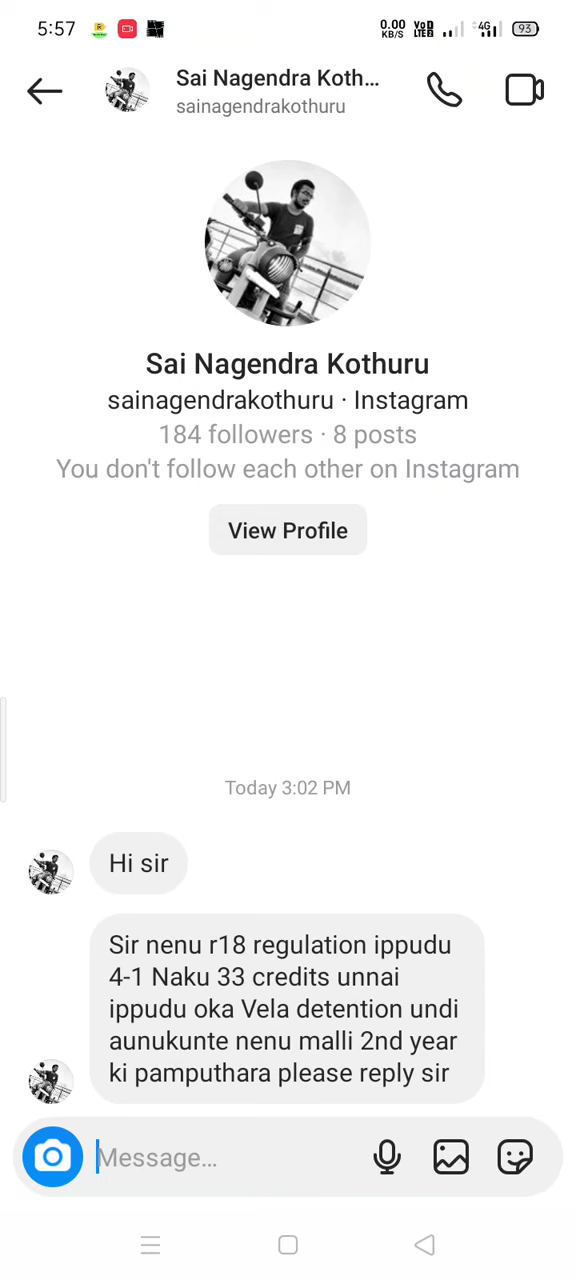 5:57
0.00 KB/S VoD LTE2 4G 93
Sai Nagendra Koth...
sainagendrakothuru
Sai Nagendra Kothuru
sainagendrakothuru · Instagram
184 followers · 8 posts
You don't follow each other on Instagram
View Profile
Today 3:02 PM
Hi sir
Sir nenu r18 regulation ippudu
4-1 Naku 33 credits unnai
ippudu oka Vela detention undi
aunukunte nenu malli 2nd year
ki pamputhara please reply sir
Message...